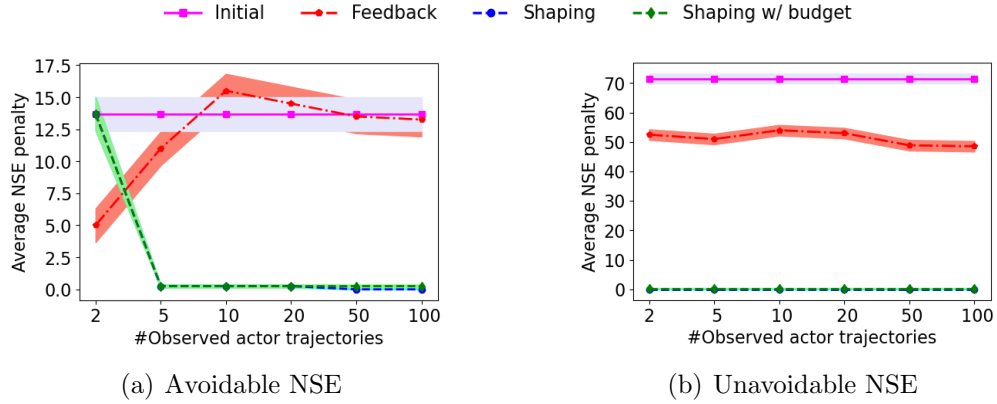 Initial Feedback Shaping Shaping w/ budget
17.5
15.0
12.5
10.0
7.5
5.0
2.5
0.0
Average NSE penalty
2 5 10 20 50 100
#Observed actor trajectories
(a) Avoidable NSE
70
60
50
40
30
20
10
0
Average NSE penalty
2 5 10 20 50 100
#Observed actor trajectories
(b) Unavoidable NSE